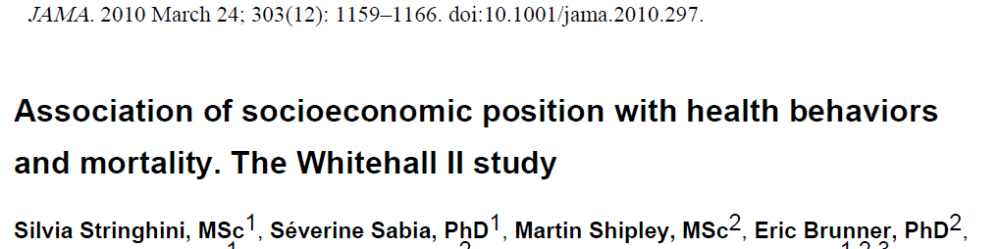 JAMA. 2010 March 24; 303(12): 1159–1166. doi:10.1001/jama.2010.297.
Association of socioeconomic position with health behaviors
and mortality. The Whitehall II study
Silvia Stringhini, MSc1, Séverine Sabia, PhD1, Martin Shipley, MSc2, Eric Brunner, PhD2,